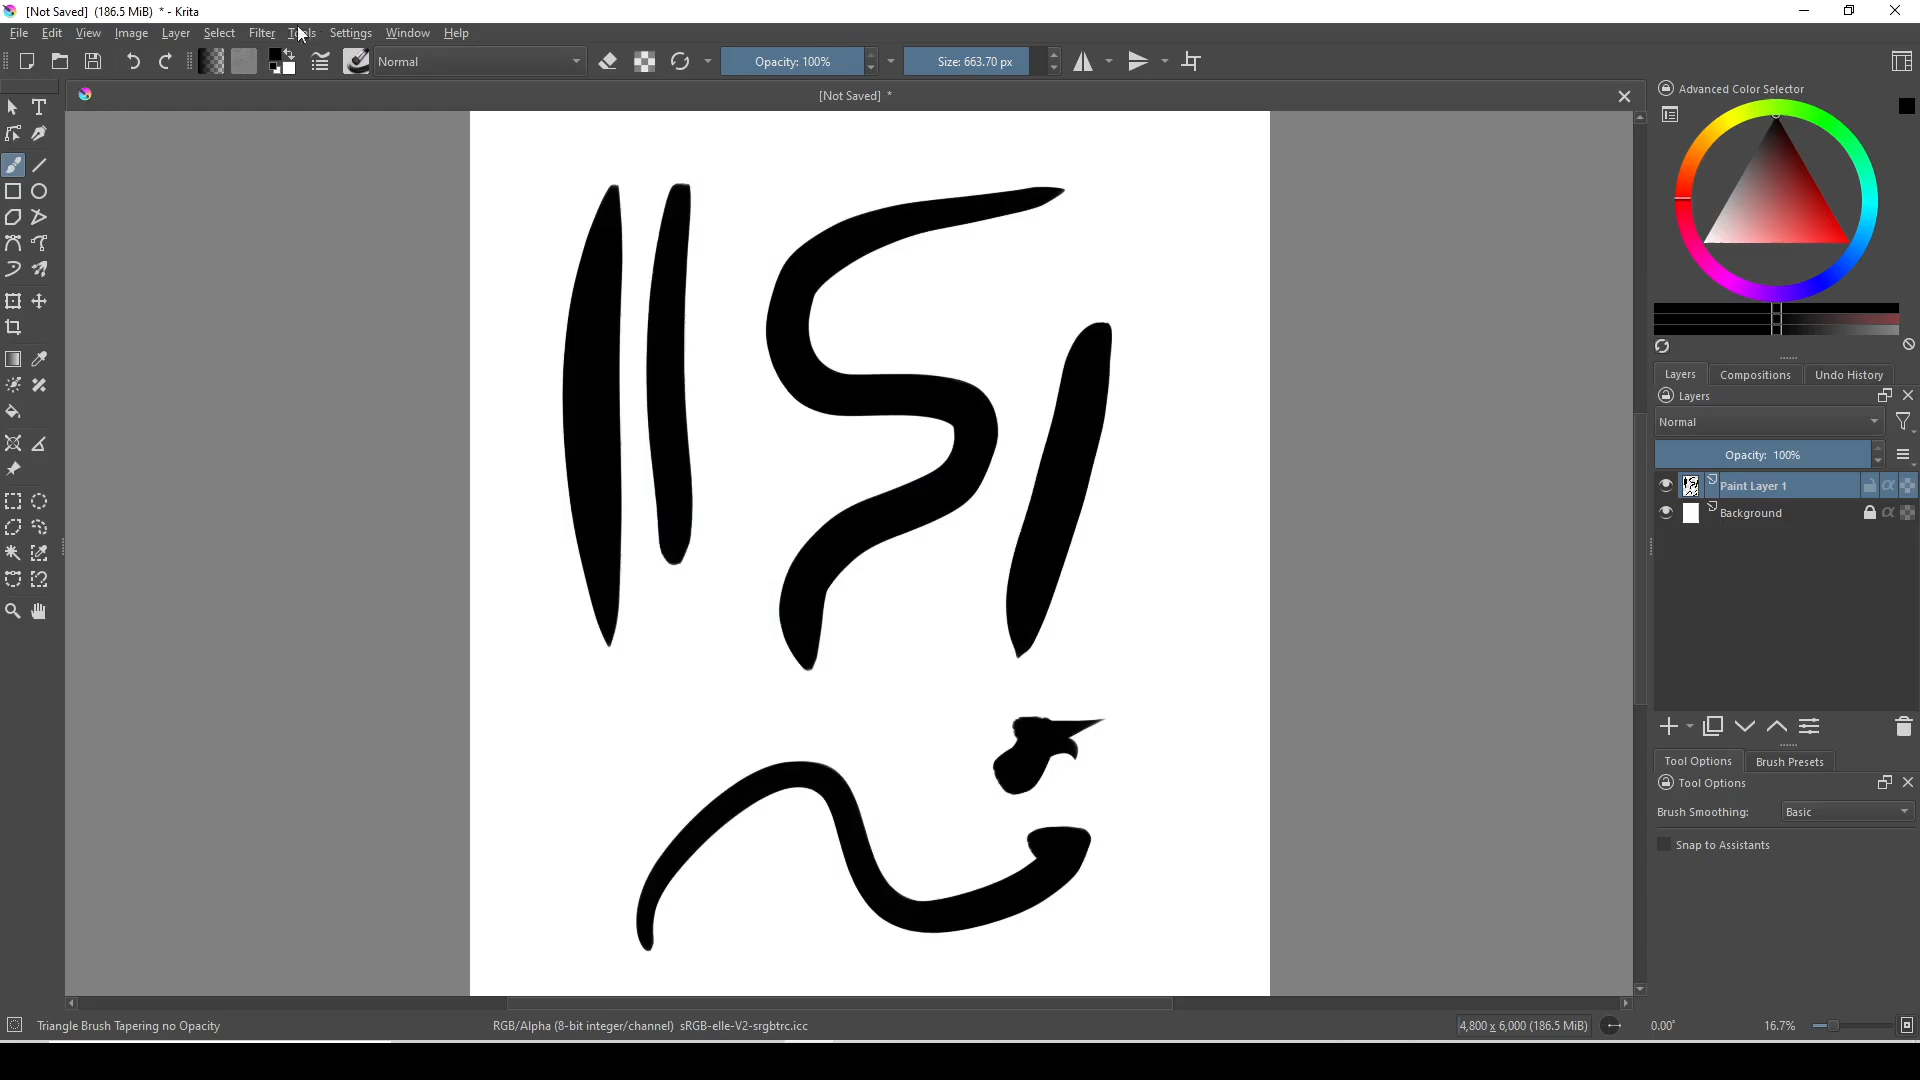 [Not Saved]  (186.5 MiB)  * - Krita
File Edit View Image Layer Select Filter Tools Settings Window Help
Normal Opacity: 100% Size: 663.70 px
[Not Saved]  *
Advanced Color Selector
Layers Compositions Undo History
Layers
Normal
Opacity:  100%
Paint Layer 1
Background
Tool Options Brush Presets
Tool Options
Brush Smoothing: Basic
Snap to Assistants
Triangle Brush Tapering no Opacity RGB/Alpha (8-bit integer/channel)  sRGB-elle-V2-srgbtrc.icc 4,800 x 6,000 (186.5 MiB) 0.00° 16.7%